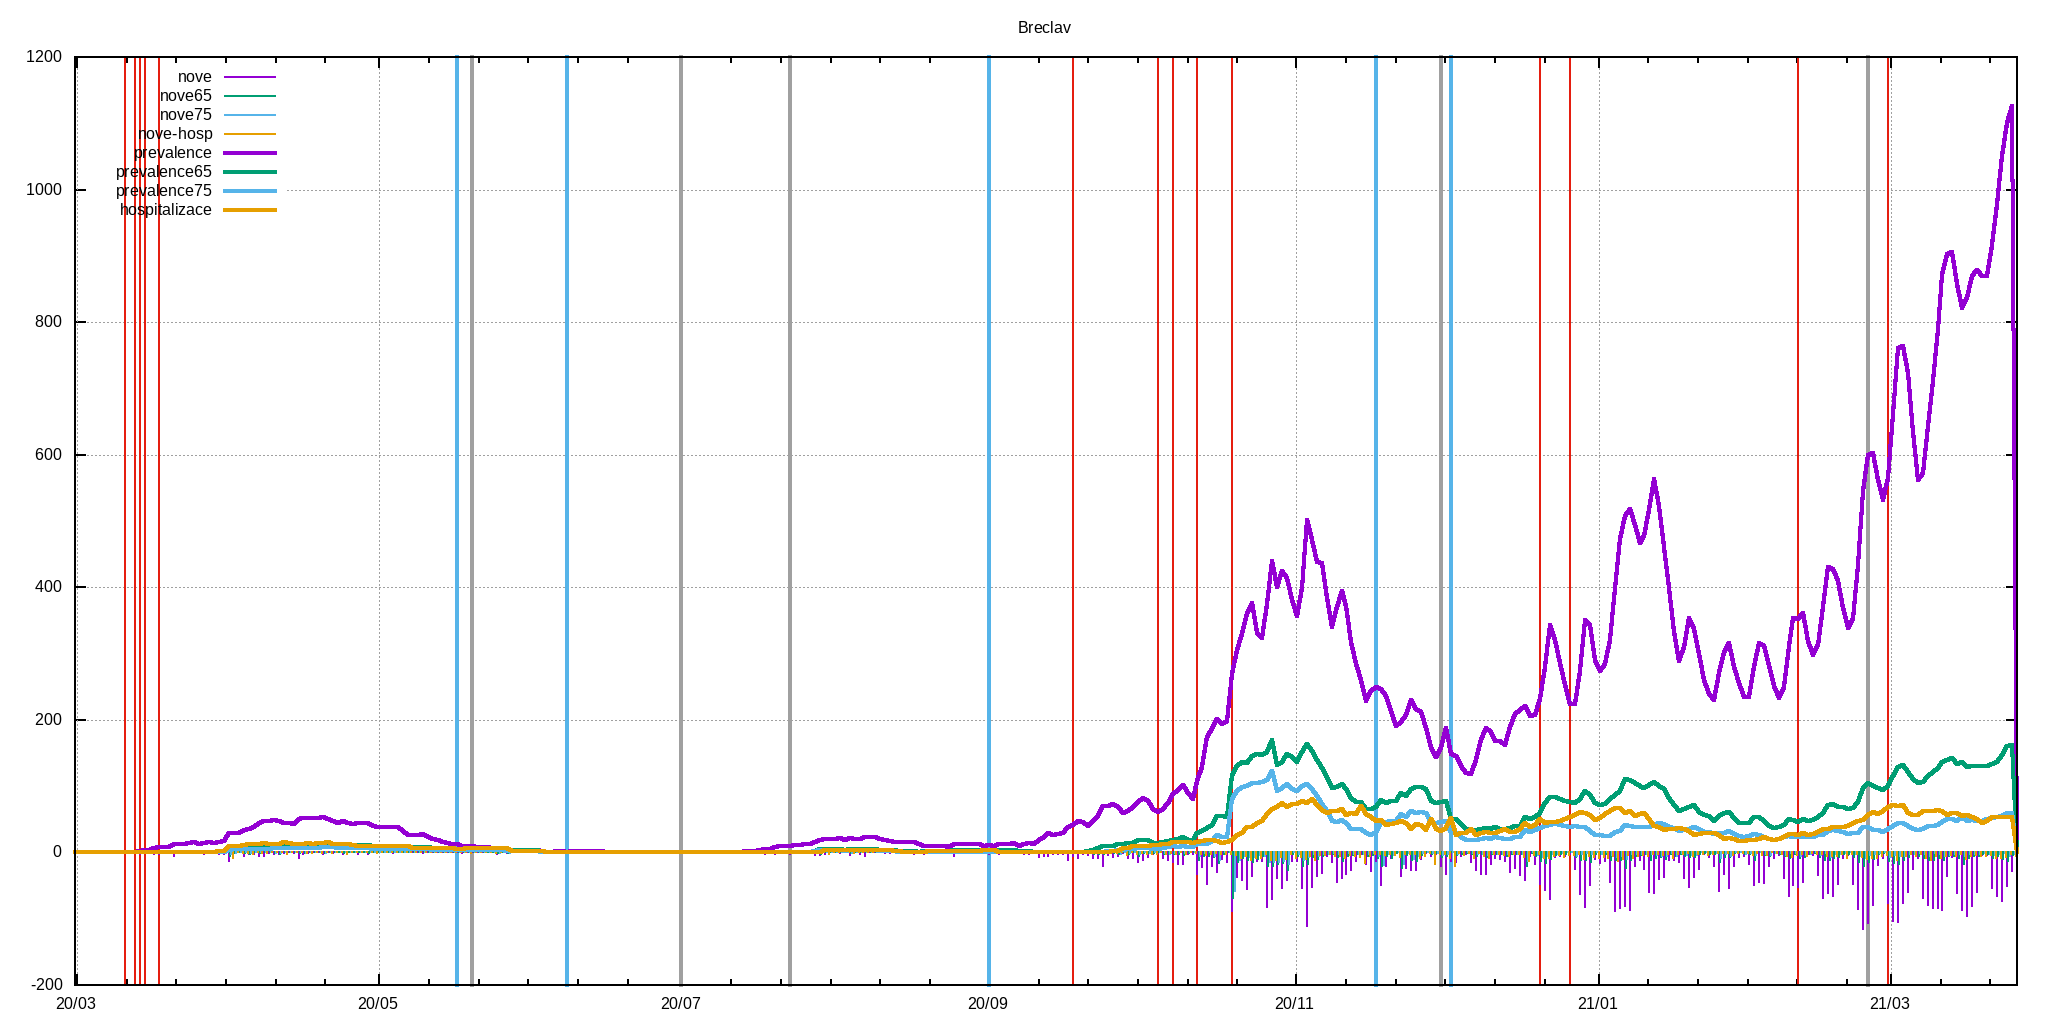 Breclav
1200
1000
800
600
400
200
0
-200
nove
nove65
nove75
nove-hosp
prevalence
prevalence65
prevalence75
hospitalizace
20/03 20/05 20/07 20/09 20/11 21/01 21/03